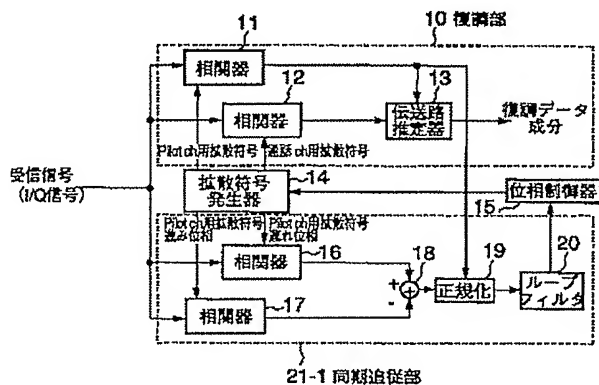 11
10 復調部
相関器
12
13
相関器
伝送路
推定器
復調データ
成分
Pilot ch用拡散符号
通話ch用拡散符号
受信信号
(I/Q信号)
拡散符号
発生器
14
位相制御器
15
Pilot ch用拡散符号
進み位相
Pilot ch用拡散符号
遅れ位相
16
相関器
+
-
18
19
正規化
20
ループ
フィルタ
17
相関器
21-1 同期追従部